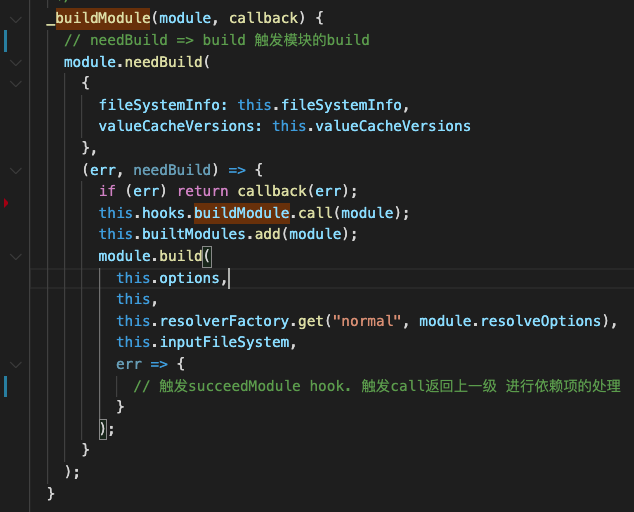 _buildModule(module, callback) {
// needBuild => build 触发模块的build
module.needBuild(
{
fileSystemInfo: this.fileSystemInfo,
valueCacheVersions: this.valueCacheVersions
},
(err, needBuild) => {
if (err) return callback(err);
this.hooks.buildModule.call(module);
this.builtModules.add(module);
module.build(
this.options,
this,
this.resolverFactory.get("normal", module.resolveOptions),
this.inputFileSystem,
err => {
// 触发succeedModule hook. 触发call返回上一级 进行依赖项的处理
}
);
}
);
}